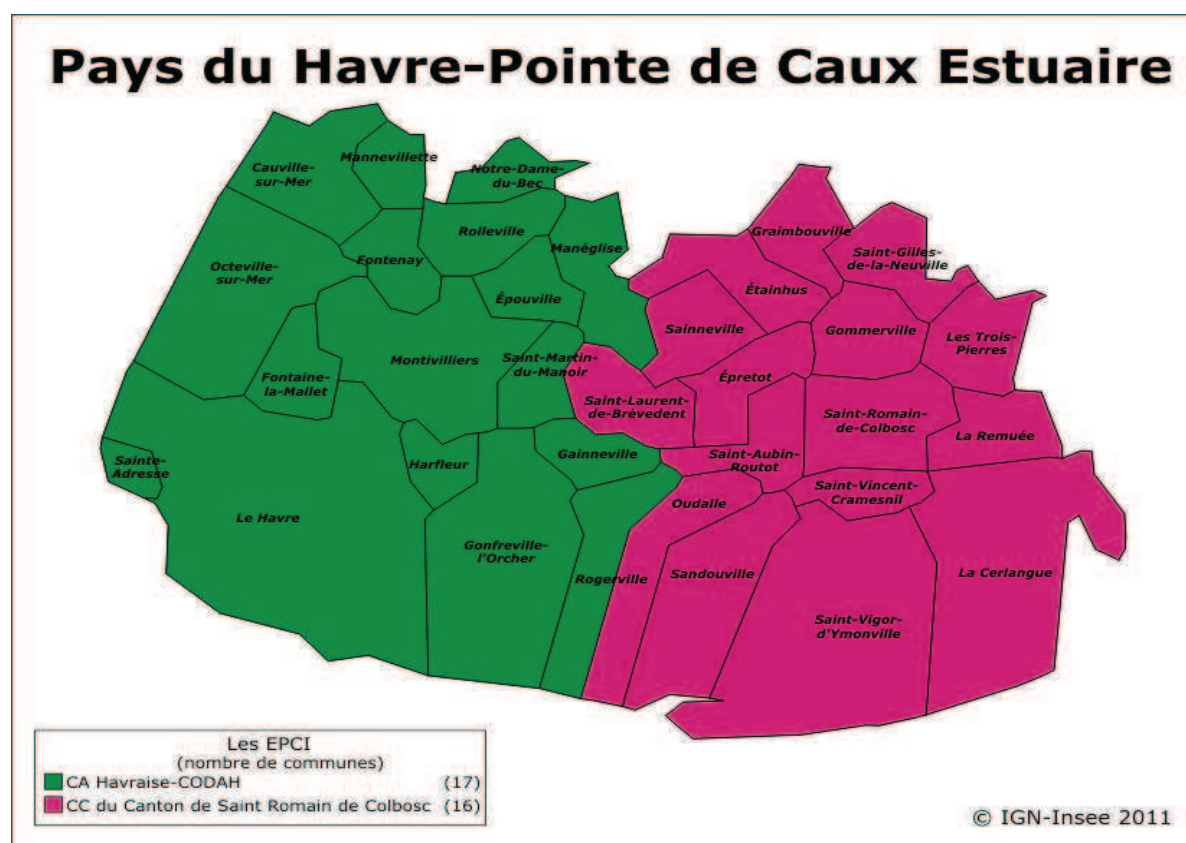 Pays du Havre-Pointe de Caux Estuaire
Cauville-
sur-Mer
Mannevillette
Notre-Dame-
du-Bec
Rolleville
Manéglise
Fontenay
Octeville-
sur-Mer
Épouville
Graimbouville
Saint-Gilles-
de-la-Neuville
Étainhus
Sainneville
Gommerville
Les Trois-
Pierres
Montivilliers
Saint-Martin-
du-Manoir
Fontaine-
la-Mallet
Épretot
Saint-Laurent-
de-Brèvedent
Saint-Romain-
de-Colbosc
La Remuée
Sainte-
Adresse
Harfleur
Gainneville
Saint-Aubin-
Routot
Saint-Vincent-
Cramesnil
Oudalle
Le Havre
Gonfreville-
l'Orcher
Rogerville
Sandouville
La Cerlangue
Saint-Vigor-
d'Ymonville
Les EPCI
(nombre de communes)
CA Havraise-CODAH (17)
CC du Canton de Saint Romain de Colbosc (16)
© IGN-Insee 2011